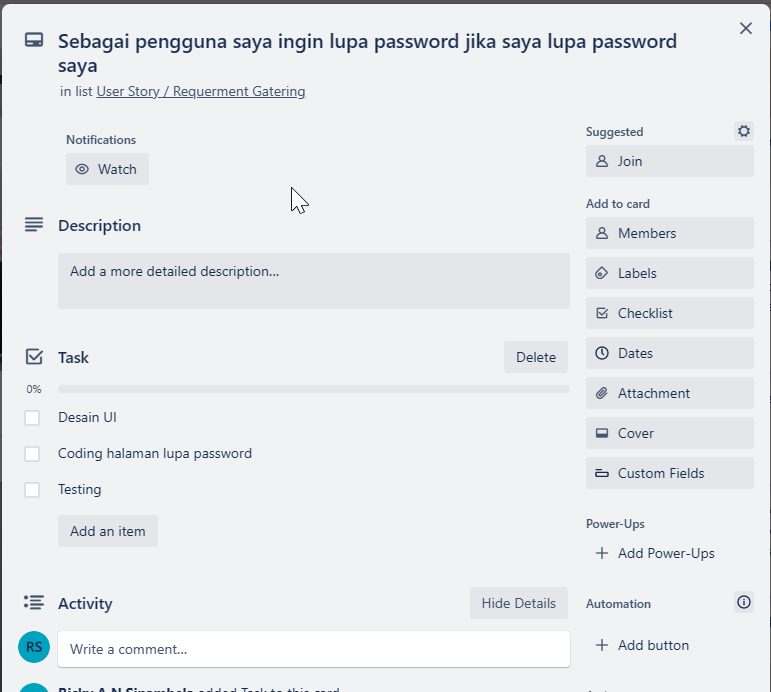 Sebagai pengguna saya ingin lupa password jika saya lupa password
saya
in list User Story / Requerment Gatering
Notifications
Watch
Description
Add a more detailed description...
Task
Delete
0%
Desain UI
Coding halaman lupa password
Testing
Add an item
Activity
Hide Details
RS
Write a comment...
Suggested
Join
Add to card
Members
Labels
Checklist
Dates
Attachment
Cover
Custom Fields
Power-Ups
Add Power-Ups
Automation
Add button